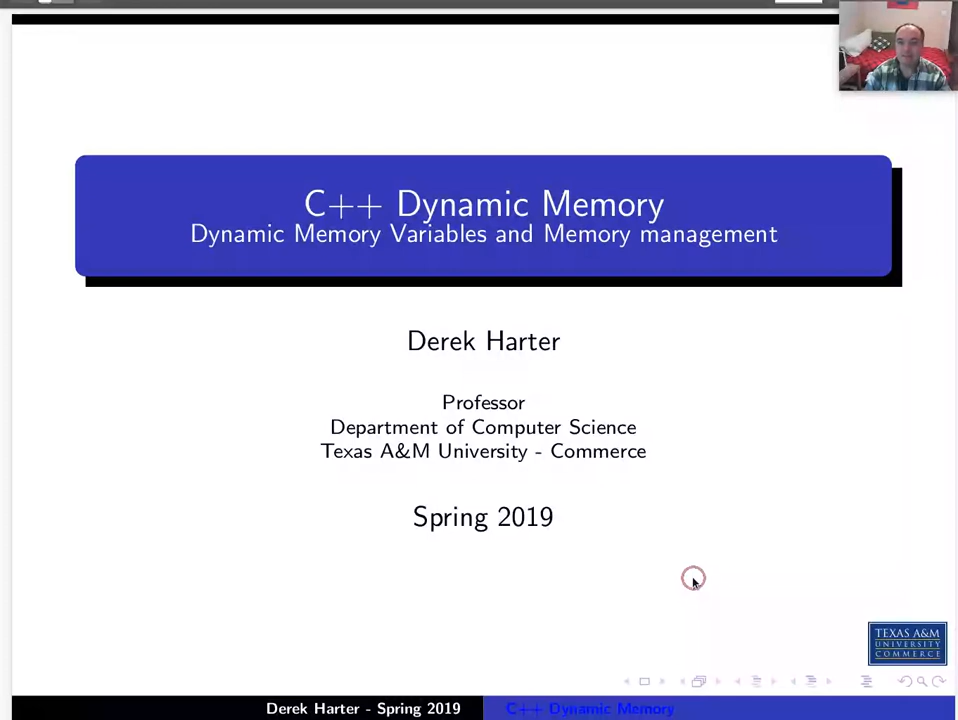 C++ Dynamic Memory
Dynamic Memory Variables and Memory management
Derek Harter
Professor
Department of Computer Science
Texas A&M University - Commerce
Spring 2019
TEXAS A&M
UNIVERSITY
COMMERCE
Derek Harter - Spring 2019
C++ Dynamic Memory